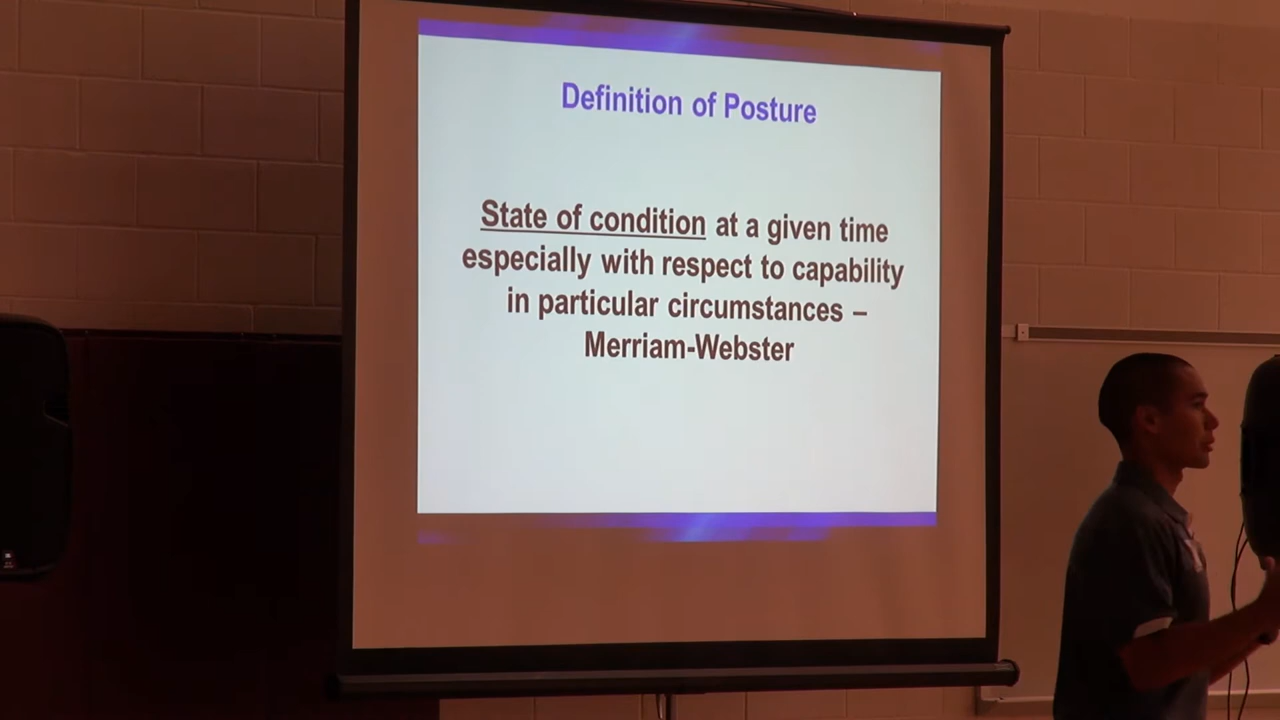 Definition of Posture
State of condition at a given time
especially with respect to capability
in particular circumstances –
Merriam-Webster